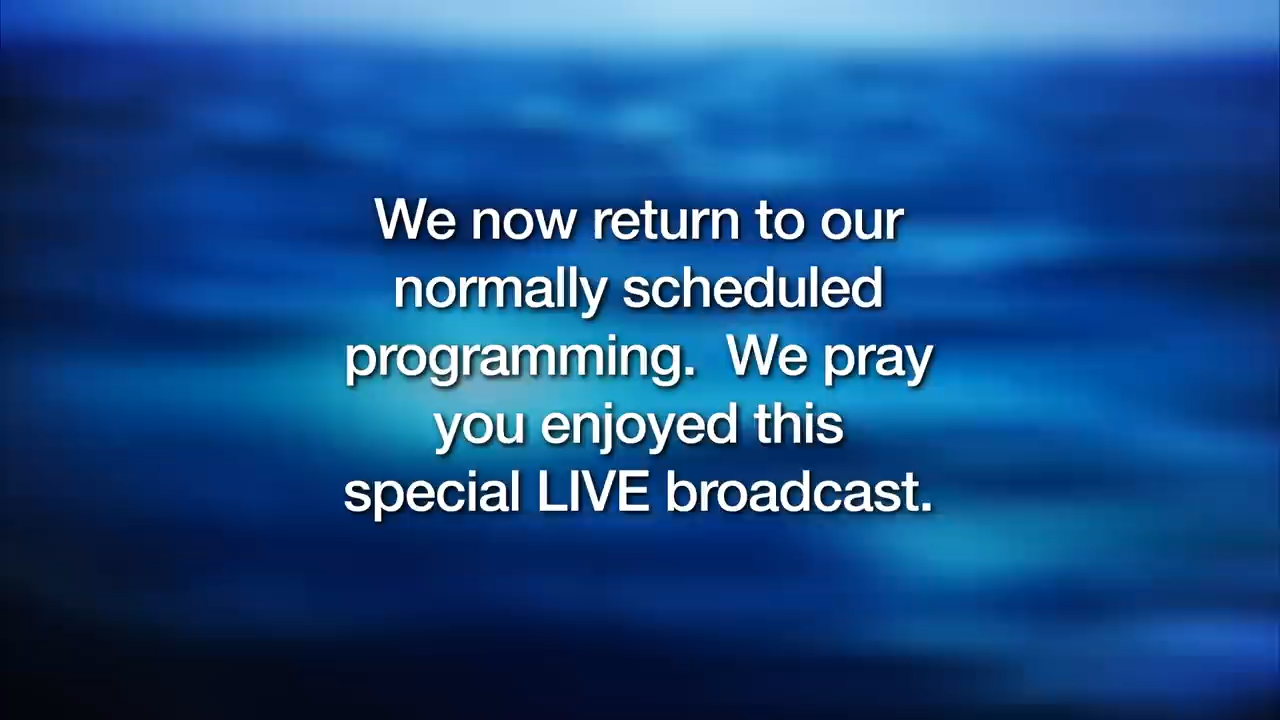 We now return to our
normally scheduled
programming.  We pray
you enjoyed this
special LIVE broadcast.